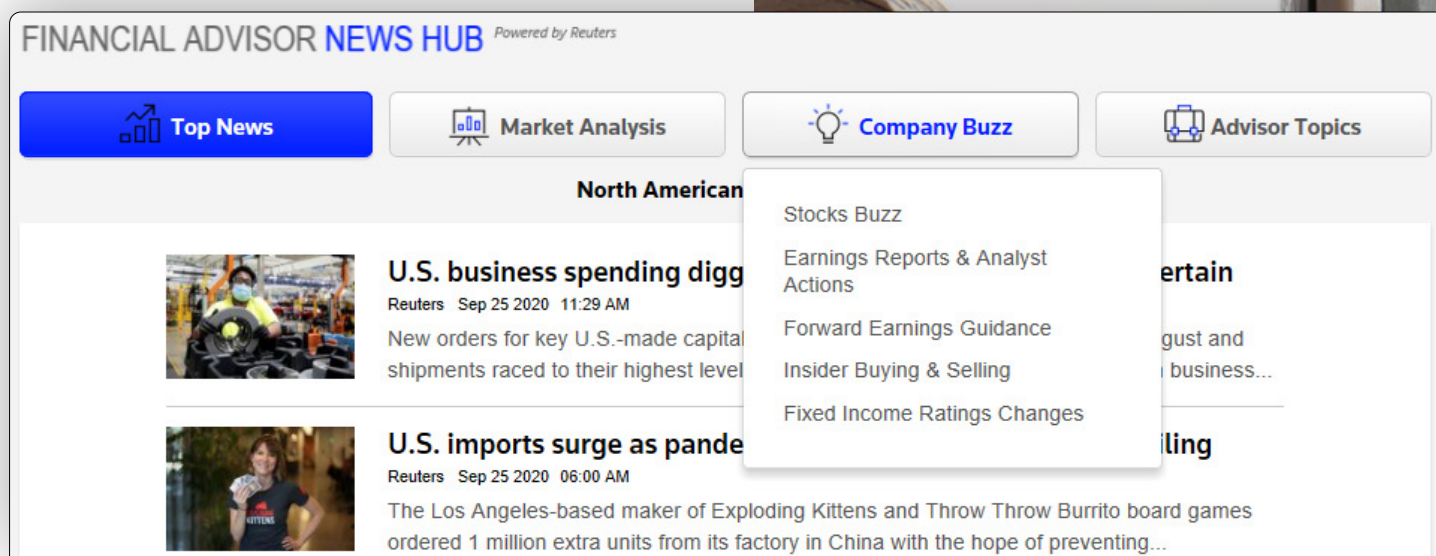 FINANCIAL ADVISOR NEWS HUB Powered by Reuters
Top News
Market Analysis
Company Buzz
Advisor Topics
North American
Stocks Buzz
Earnings Reports & Analyst
Actions
Forward Earnings Guidance
Insider Buying & Selling
Fixed Income Ratings Changes
U.S. business spending digg ertain
Reuters Sep 25 2020 11:29 AM
New orders for key U.S.-made capital gust and
shipments raced to their highest level business...
U.S. imports surge as pande iling
Reuters Sep 25 2020 06:00 AM
The Los Angeles-based maker of Exploding Kittens and Throw Throw Burrito board games
ordered 1 million extra units from its factory in China with the hope of preventing...
KITTENS